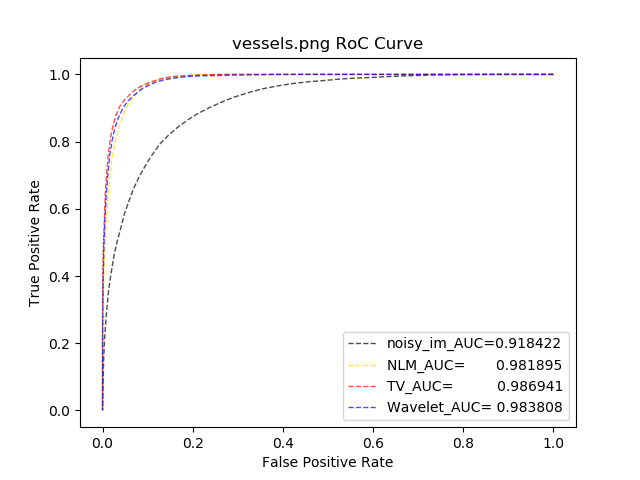 vessels.png RoC Curve
True Positive Rate
1.0
0.8
0.6
0.4
0.2
0.0
noisy_im_AUC=0.918422
NLM_AUC= 0.981895
TV_AUC= 0.986941
Wavelet_AUC= 0.983808
0.0 0.2 0.4 0.6 0.8 1.0
False Positive Rate